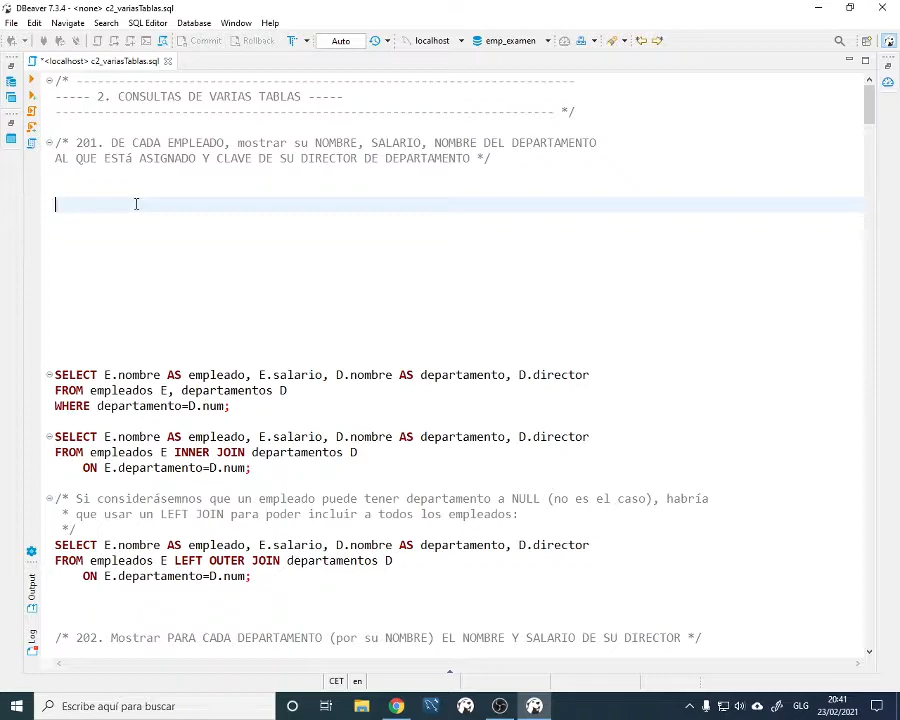 DBeaver 7.3.4 - <none> c2_variasTablas.sql
File Edit Navigate Search SQL Editor Database Window Help
Commit Rollback Auto localhost emp_examen
*<localhost> c2_variasTablas.sql
/* -----------------------------------------------------------------------
----- 2. CONSULTAS DE VARIAS TABLAS -----
----------------------------------------------------------------------- */
/* 201. DE CADA EMPLEADO, mostrar su NOMBRE, SALARIO, NOMBRE DEL DEPARTAMENTO
AL QUE ESTá ASIGNADO Y CLAVE DE SU DIRECTOR DE DEPARTAMENTO */
SELECT E.nombre AS empleado, E.salario, D.nombre AS departamento, D.director
FROM empleados E, departamentos D
WHERE departamento=D.num;
SELECT E.nombre AS empleado, E.salario, D.nombre AS departamento, D.director
FROM empleados E INNER JOIN departamentos D
ON E.departamento=D.num;
/* Si considerásemnos que un empleado puede tener departamento a NULL (no es el caso), habría
* que usar un LEFT JOIN para poder incluir a todos los empleados:
*/
SELECT E.nombre AS empleado, E.salario, D.nombre AS departamento, D.director
FROM empleados E LEFT OUTER JOIN departamentos D
ON E.departamento=D.num;
/* 202. Mostrar PARA CADA DEPARTAMENTO (por su NOMBRE) EL NOMBRE Y SALARIO DE SU DIRECTOR */
Output
Log
CET en
Escribe aquí para buscar
GLG
20:41
23/02/2021